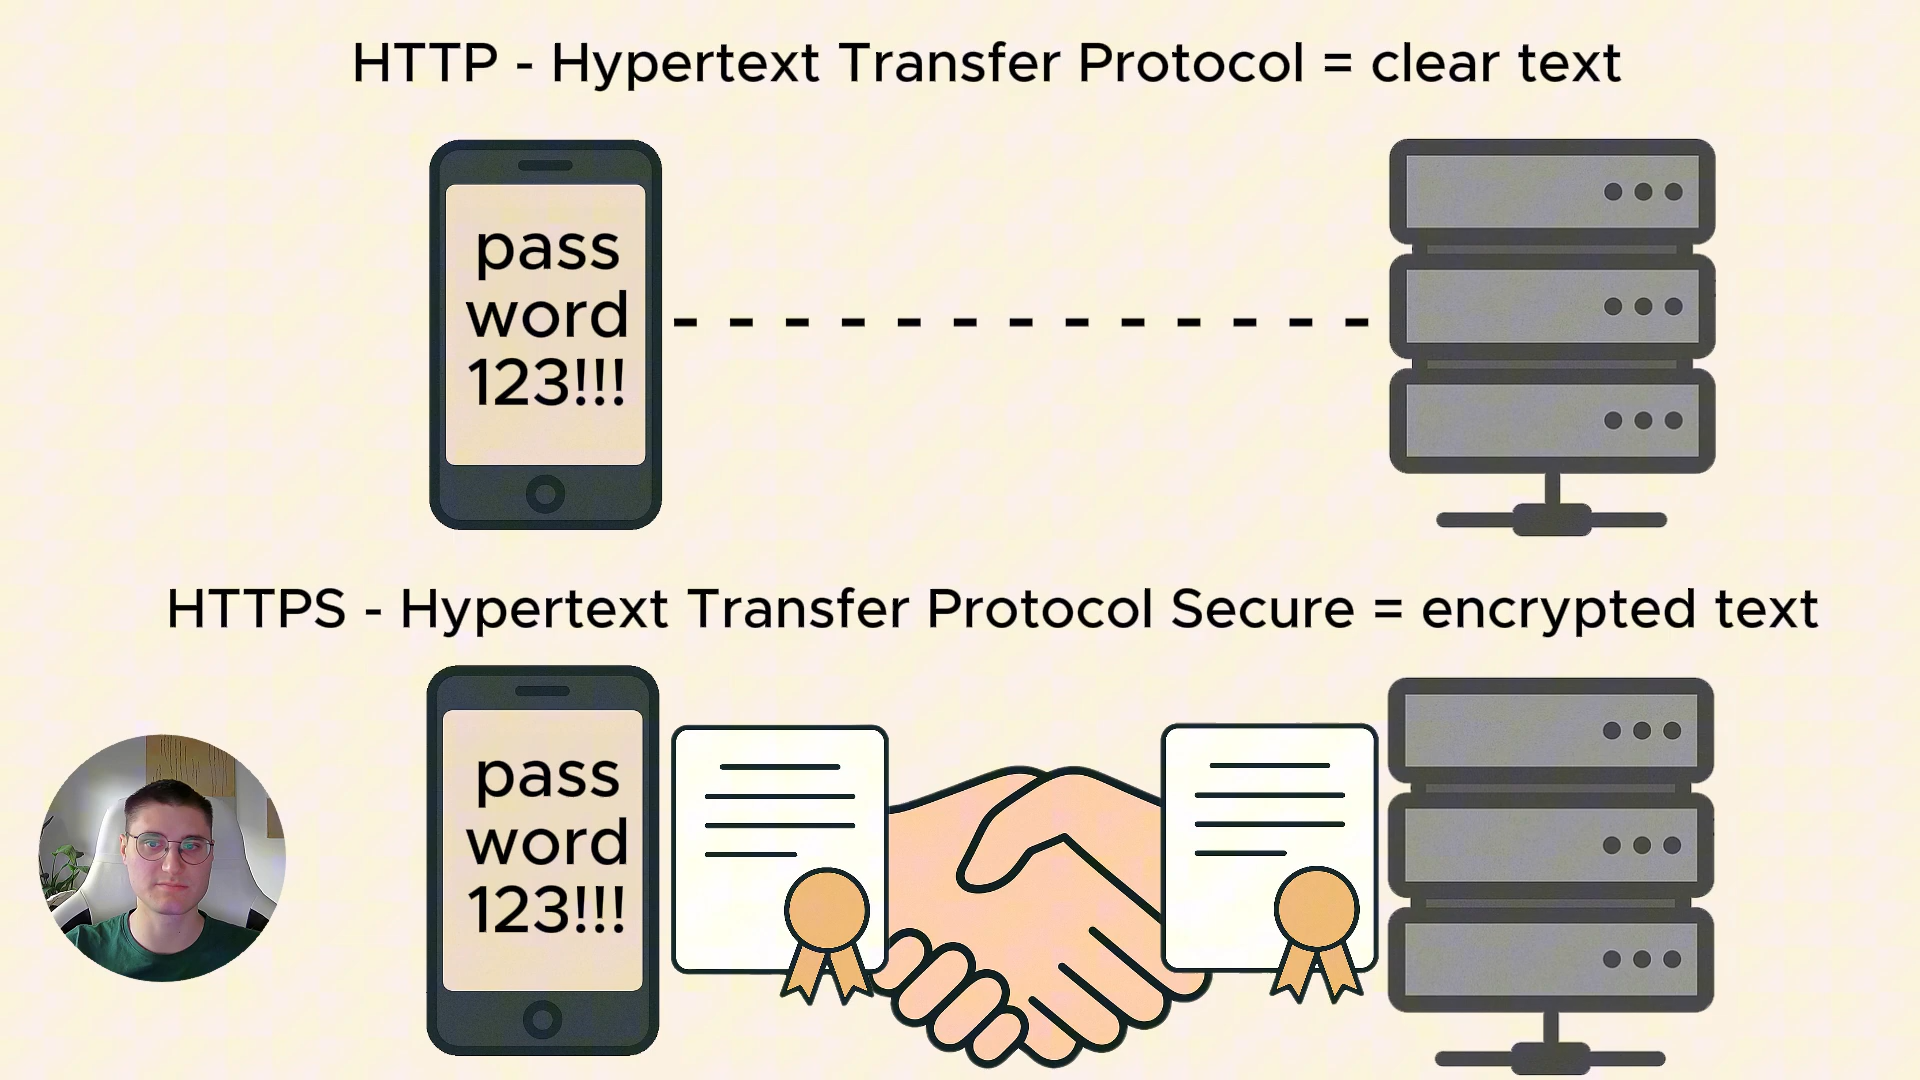 HTTP - Hypertext Transfer Protocol = clear text
pass
word
123!!!
HTTPS - Hypertext Transfer Protocol Secure = encrypted text
pass
word
123!!!